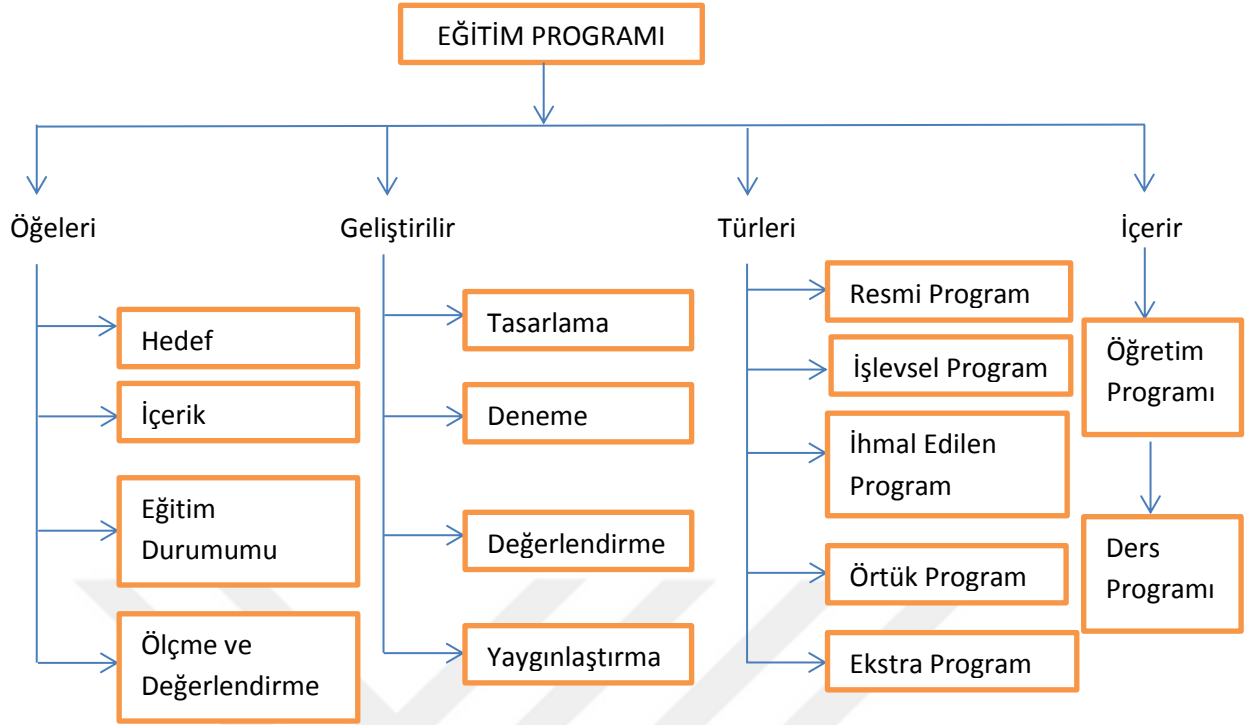 EĞİTİM PROGRAMI
Öğeleri
Geliştirilir
Türleri
İçerir
Hedef
İçerik
Eğitim
Durumumu
Ölçme ve
Değerlendirme
Tasarlama
Deneme
Değerlendirme
Yaygınlaştırma
Resmi Program
İşlevsel Program
İhmal Edilen
Program
Örtük Program
Ekstra Program
Öğretim
Programı
Ders
Programı